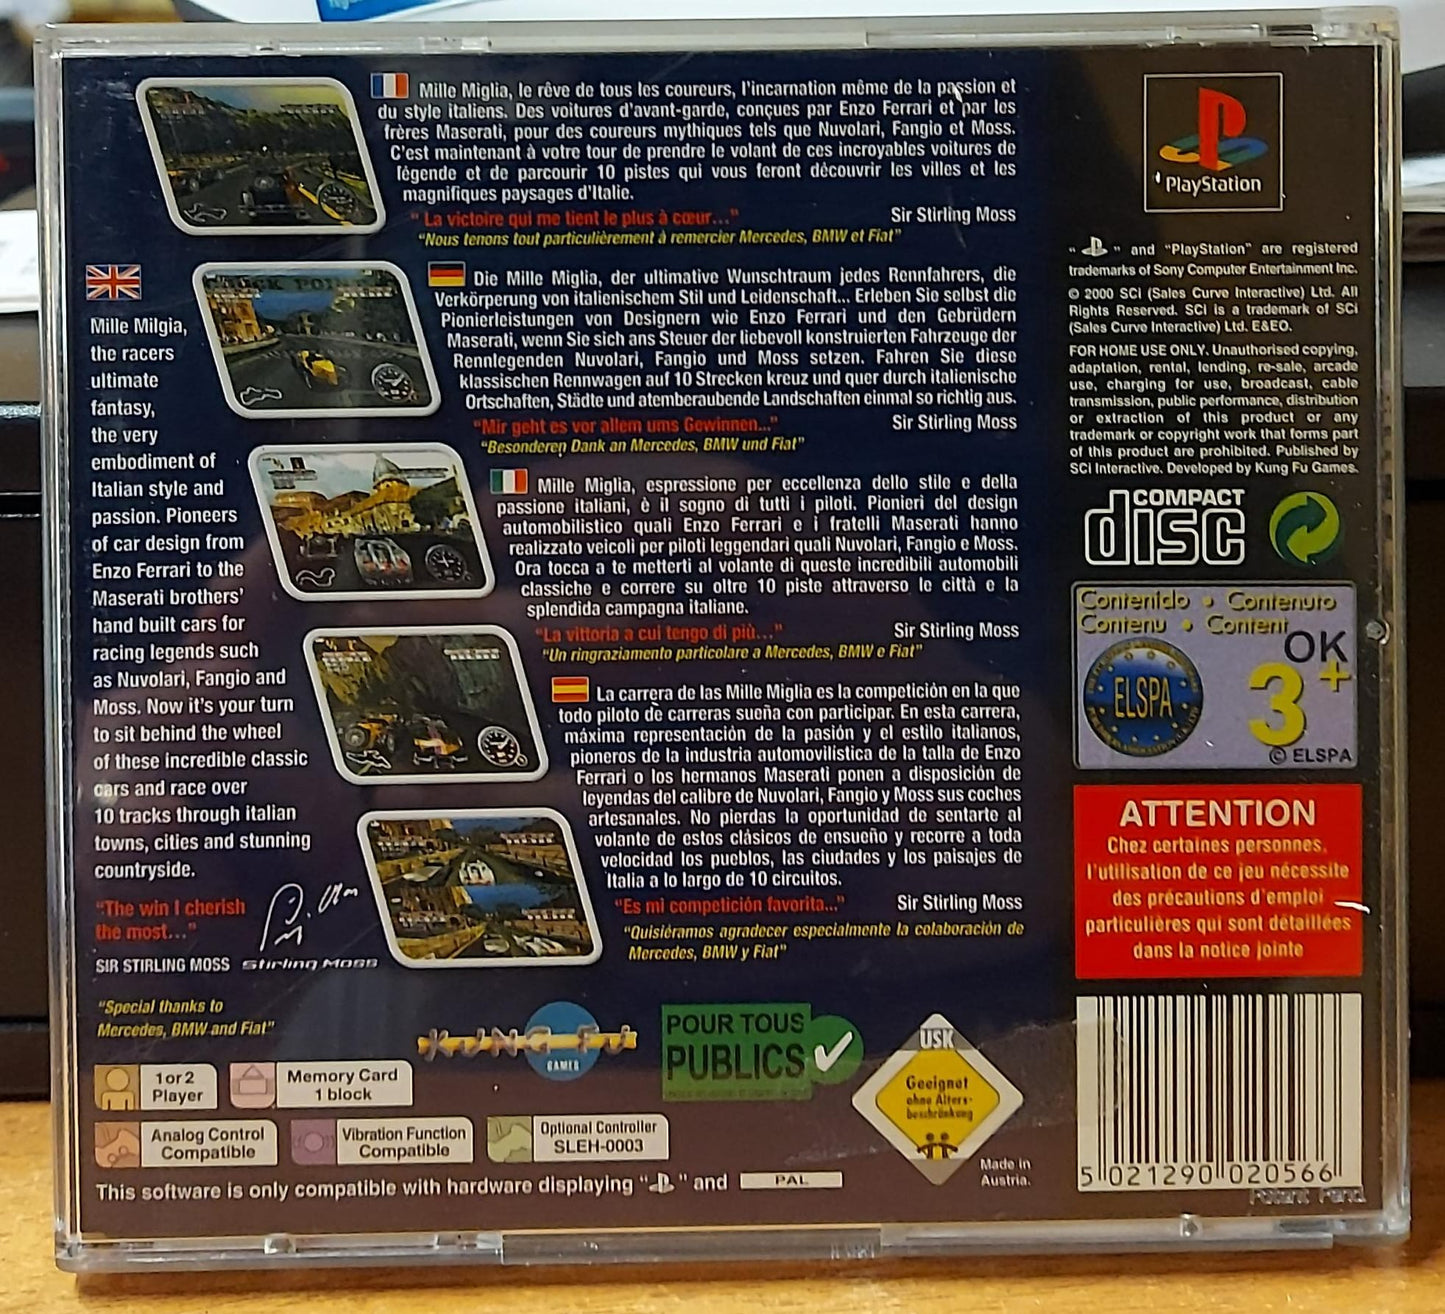 Mille Miglia, le rêve de tous les coureurs, l'incarnation même de la passion et
du style italiens. Des voitures d'avant-garde, conçues par Enzo Ferrari et par les
frères Maserati, pour des coureurs mythiques tels que Nuvolari, Fangio et Moss.
C'est maintenant à votre tour de prendre le volant de ces incroyables voitures de
légende et de parcourir 10 pistes qui vous feront découvrir les villes et les
magnifiques paysages d'Italie.
" La victoire qui me tient le plus à cœur..." Sir Stirling Moss
"Nous tenons tout particulièrement à remercier Mercedes, BMW et Fiat"
Die Mille Miglia, der ultimative Wunschtraum jedes Rennfahrers, die
Verkörperung von italienischem Stil und Leidenschaft... Erleben Sie selbst die
Pionierleistungen von Designern wie Enzo Ferrari und den Gebrüdern
Maserati, wenn Sie sich ans Steuer der liebevoll konstruierten Fahrzeuge der
Rennlegenden Nuvolari, Fangio und Moss setzen. Fahren Sie diese
klassischen Rennwagen auf 10 Strecken kreuz und quer durch italienische
Ortschaften, Städte und atemberaubende Landschaften einmal so richtig aus.
"Mir geht es vor allem ums Gewinnen..." Sir Stirling Moss
"Besonderen Dank an Mercedes, BMW und Fiat"
Mille Miglia, espressione per eccellenza dello stile e della
passione italiani, è il sogno di tutti i piloti. Pionieri del design
automobilistico quali Enzo Ferrari e i fratelli Maserati hanno
realizzato veicoli per piloti leggendari quali Nuvolari, Fangio e Moss.
Ora tocca a te metterti al volante di queste incredibili automobili
classiche e correre su oltre 10 piste attraverso le città e la
splendida campagna italiane.
"La vittoria a cui tengo di più..." Sir Stirling Moss
"Un ringraziamento particolare a Mercedes, BMW e Fiat"
La carrera de las Mille Miglia es la competición en la que
todo piloto de carreras sueña con participar. En esta carrera,
máxima representación de la pasión y el estilo italianos,
pioneros de la industria automovilística de la talla de Enzo
Ferrari o los hermanos Maserati ponen a disposición de
leyendas del calibre de Nuvolari, Fangio y Moss sus coches
artesanales. No pierdas la oportunidad de sentarte al
volante de estos clásicos de ensueño y recorre a toda
velocidad los pueblos, las ciudades y los paisajes de
Italia a lo largo de 10 circuitos.
"Es mi competición favorita..." Sir Stirling Moss
"Quisiéramos agradecer especialmente la colaboración de
Mercedes, BMW y Fiat"
Mille Milgia,
the racers
ultimate
fantasy,
the very
embodiment of
Italian style and
passion. Pioneers
of car design from
Enzo Ferrari to the
Maserati brothers'
hand built cars for
racing legends such
as Nuvolari, Fangio and
Moss. Now it's your turn
to sit behind the wheel
of these incredible classic
cars and race over
10 tracks through italian
towns, cities and stunning
countryside.
"The win I cherish
the most..."
SIR STIRLING MOSS Stirling Moss
"Special thanks to
Mercedes, BMW and Fiat"
KUNG FU
GAMES
POUR TOUS
PUBLICS
USK
Geeignet
ohne Alters-
beschränkung
1 or 2
Player
Memory Card
1 block
Analog Control
Compatible
Vibration Function
Compatible
Optional Controller
SLEH-0003
This software is only compatible with hardware displaying " " and PAL
Made in
Austria.
PlayStation
" " and "PlayStation" are registered
trademarks of Sony Computer Entertainment Inc.
© 2000 SCi (Sales Curve Interactive) Ltd. All
Rights Reserved. SCi is a trademark of SCi
(Sales Curve Interactive) Ltd. E&EO.
FOR HOME USE ONLY. Unauthorised copying,
adaptation, rental, lending, re-sale, arcade
use, charging for use, broadcast, cable
transmission, public performance, distribution
or extraction of this product or any
trademark or copyright work that forms part
of this product are prohibited. Published by
SCi Interactive. Developed by Kung Fu Games.
COMPACT
disc
Contenido • Contenuto
Contenu • Content
OK
ELSPA
3+
© ELSPA
ATTENTION
Chez certaines personnes,
l'utilisation de ce jeu nécessite
des précautions d'emploi
particulières qui sont détaillées
dans la notice jointe
5 021290 020566
Patent Pend